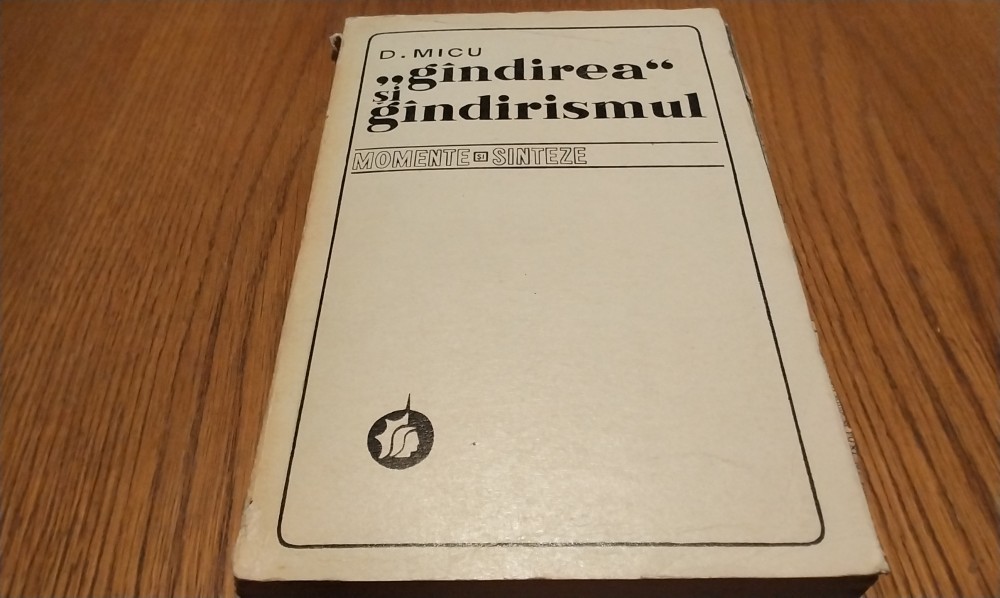 D. MICU
„gîndirea“
și
gîndirismul
MOMENTE ȘI SINTEZE